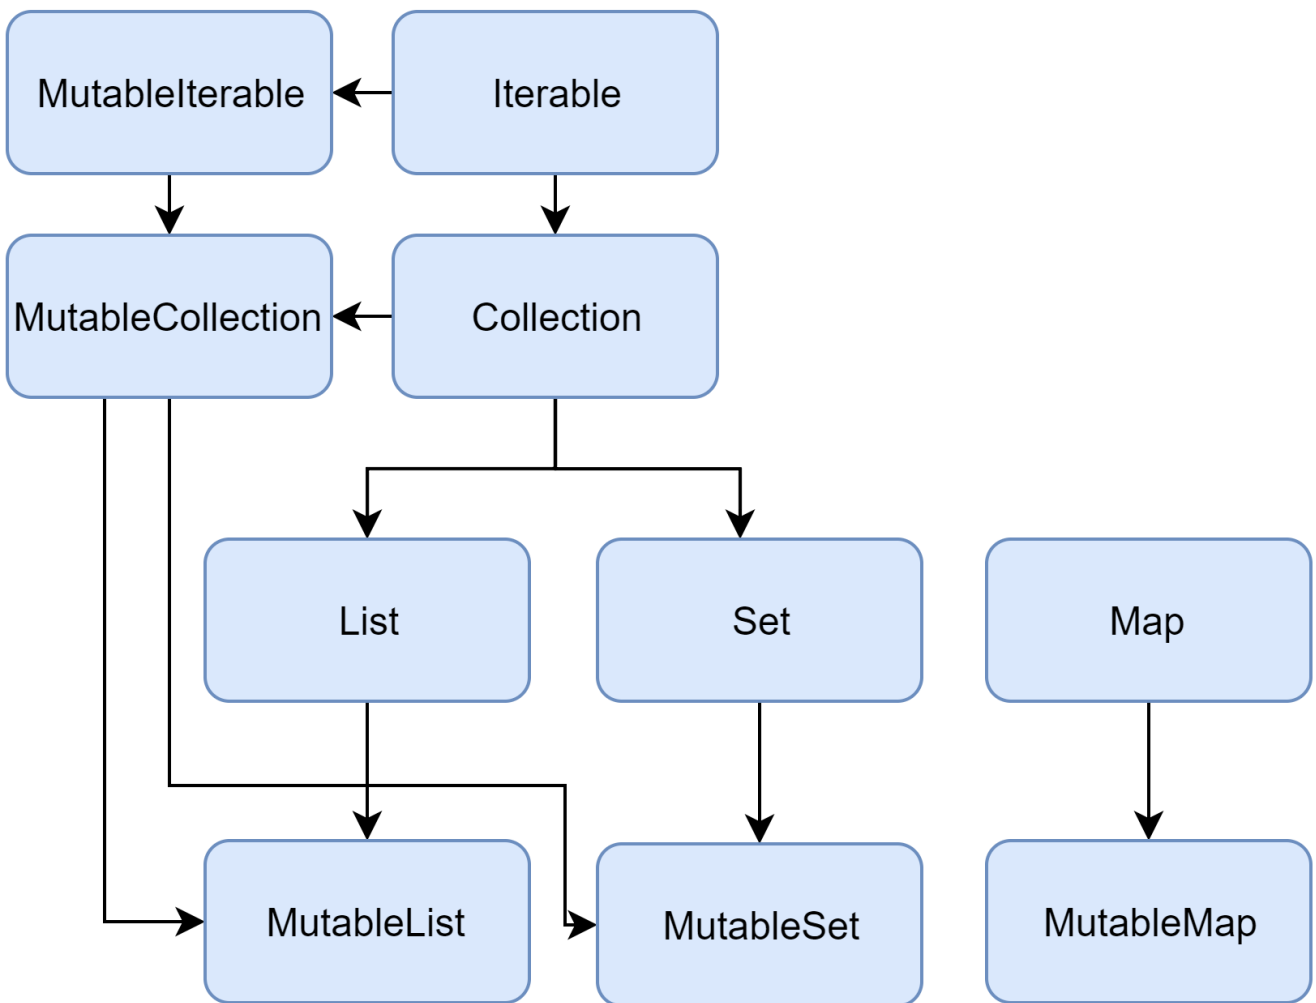 MutableIterable
Iterable
MutableCollection
Collection
List
Set
Map
MutableList
MutableSet
MutableMap